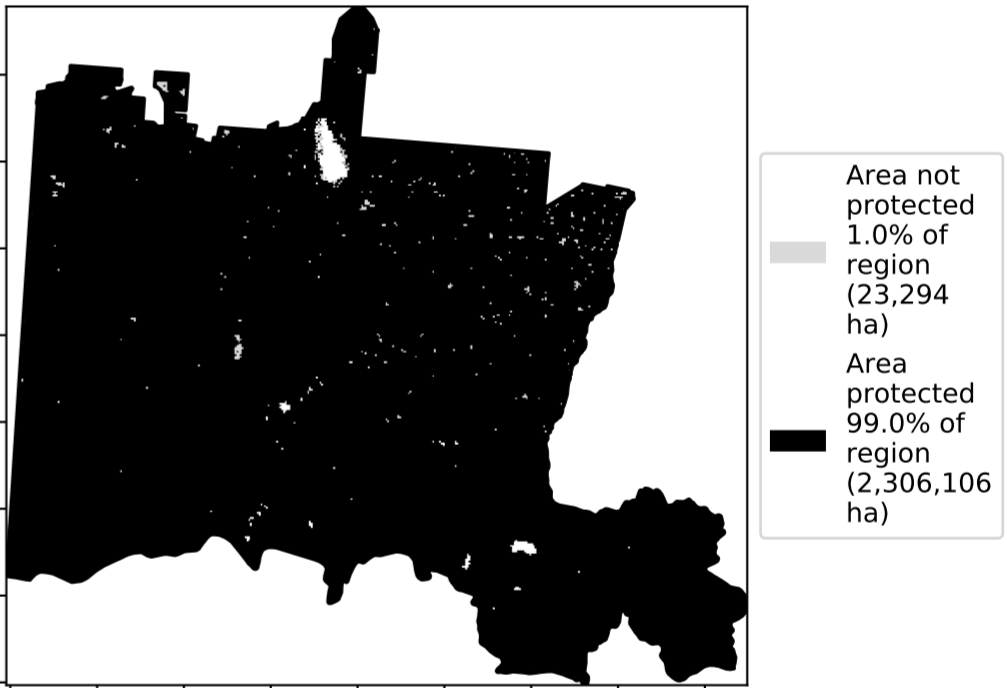 Area not
protected
1.0% of
region
(23,294
ha)
Area
protected
99.0% of
region
(2,306,106
ha)